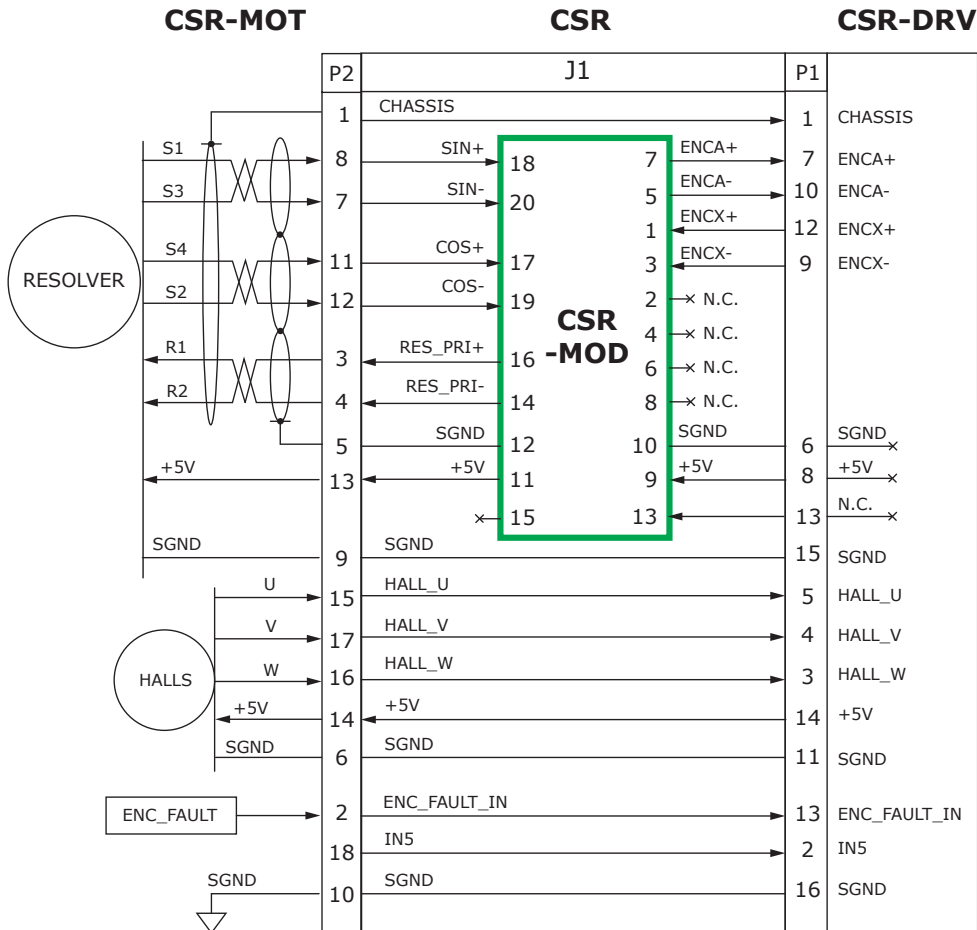 CSR-MOT CSR CSR-DRV
P2 J1 P1
1 CHASSIS 1 CHASSIS
S1 8 SIN+ 18 7 ENCA+ 7 ENCA+
S3 7 SIN- 20 5 ENCA- 10 ENCA-
1 ENCX+ 12 ENCX+
S4 11 COS+ 17 3 ENCX- 9 ENCX-
RESOLVER
S2 12 COS- 19 2 N.C.
CSR
-MOD
4 N.C.
R1 3 RES_PRI+ 16 6 N.C.
R2 4 RES_PRI- 14 8 N.C.
5 SGND 12 10 SGND 6 SGND
+5V 13 +5V 11 9 +5V 8 +5V
15 13 13 N.C.
SGND 9 SGND 15 SGND
U 15 HALL_U 5 HALL_U
V 17 HALL_V 4 HALL_V
HALLS
W 16 HALL_W 3 HALL_W
+5V 14 +5V 14 +5V
SGND 6 SGND 11 SGND
ENC_FAULT 2 ENC_FAULT_IN 13 ENC_FAULT_IN
18 IN5 2 IN5
SGND 10 SGND 16 SGND